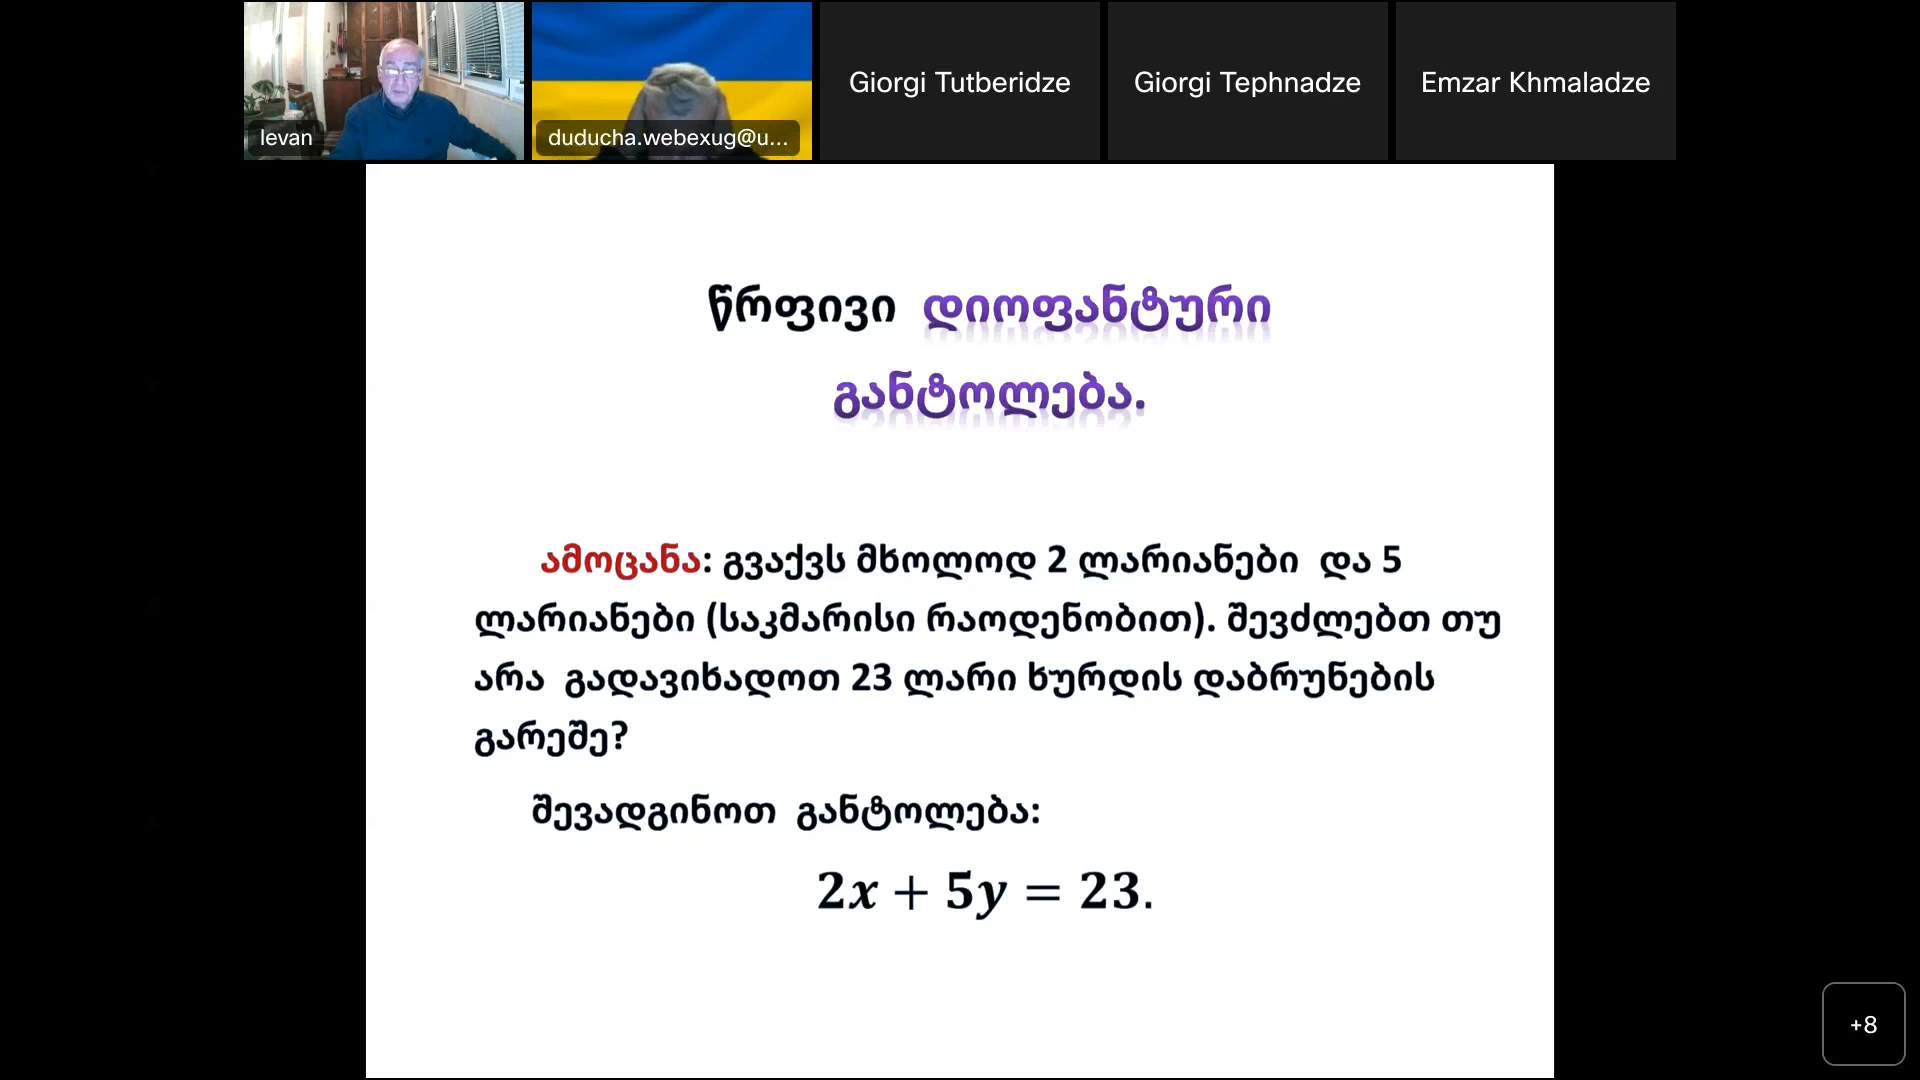 levan
duducha.webexug@u...
Giorgi Tutberidze
Giorgi Tephnadze
Emzar Khmaladze
წრფივი დიოფანტური
განტოლება.
ამოცანა: გვაქვს მხოლოდ 2 ლარიანები და 5
ლარიანები (საკმარისი რაოდენობით). შევძლებთ თუ
არა გადავიხადოთ 23 ლარი ხურდის დაბრუნების
გარეშე?
შევადგინოთ განტოლება:
2x + 5y = 23.
+8